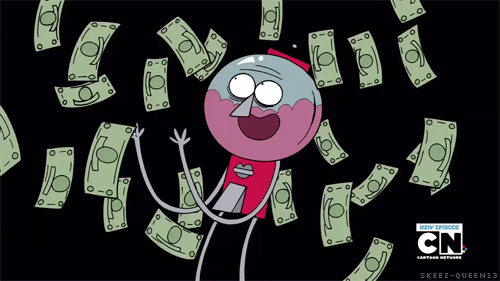 NEW EPISODE
CN
CARTOON NETWORK
SKEEZ-QUEEN13